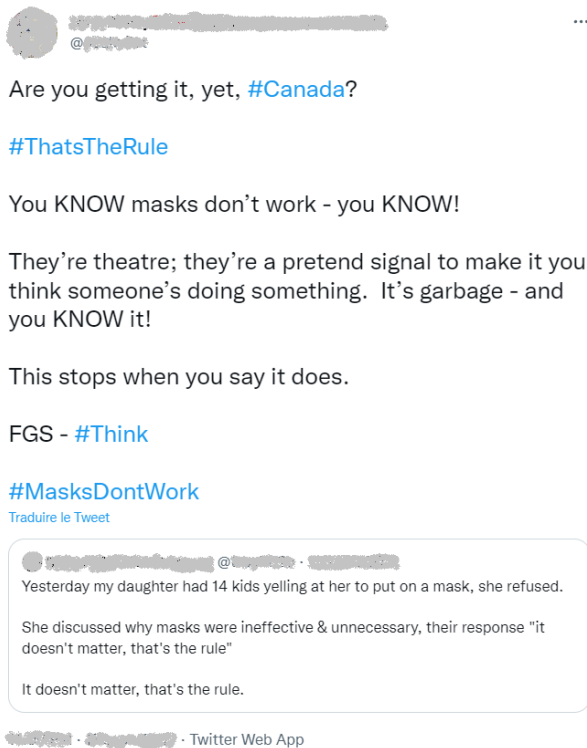 @
Are you getting it, yet, #Canada?
#ThatsTheRule
You KNOW masks don’t work - you KNOW!
They’re theatre; they’re a pretend signal to make it you
think someone’s doing something.  It’s garbage - and
you KNOW it!
This stops when you say it does.
FGS - #Think
#MasksDontWork
Traduire le Tweet
@ ·
Yesterday my daughter had 14 kids yelling at her to put on a mask, she refused.
She discussed why masks were ineffective & unnecessary, their response "it
doesn't matter, that's the rule"
It doesn't matter, that's the rule.
· · Twitter Web App